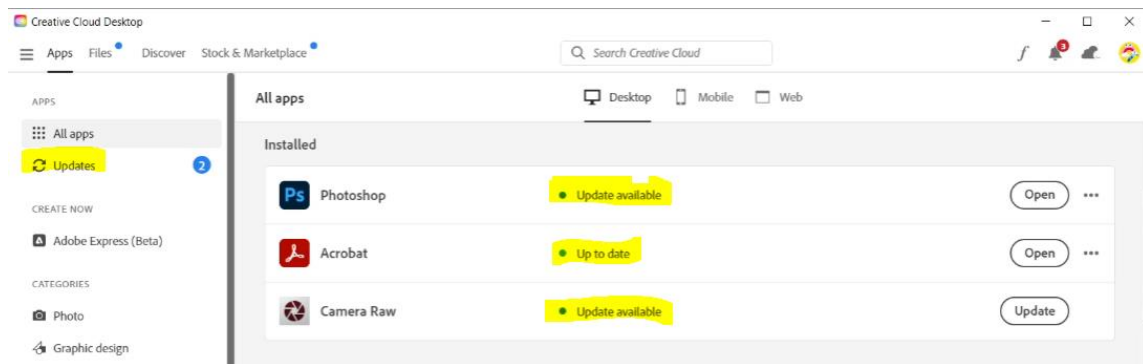 Creative Cloud Desktop
Apps Files Discover Stock & Marketplace Search Creative Cloud f 3
APPS
All apps
Updates 2
CREATE NOW
Adobe Express (Beta)
CATEGORIES
Photo
Graphic design
All apps Desktop Mobile Web
Installed
Ps Photoshop Update available Open
Acrobat Up to date Open
Camera Raw Update available Update